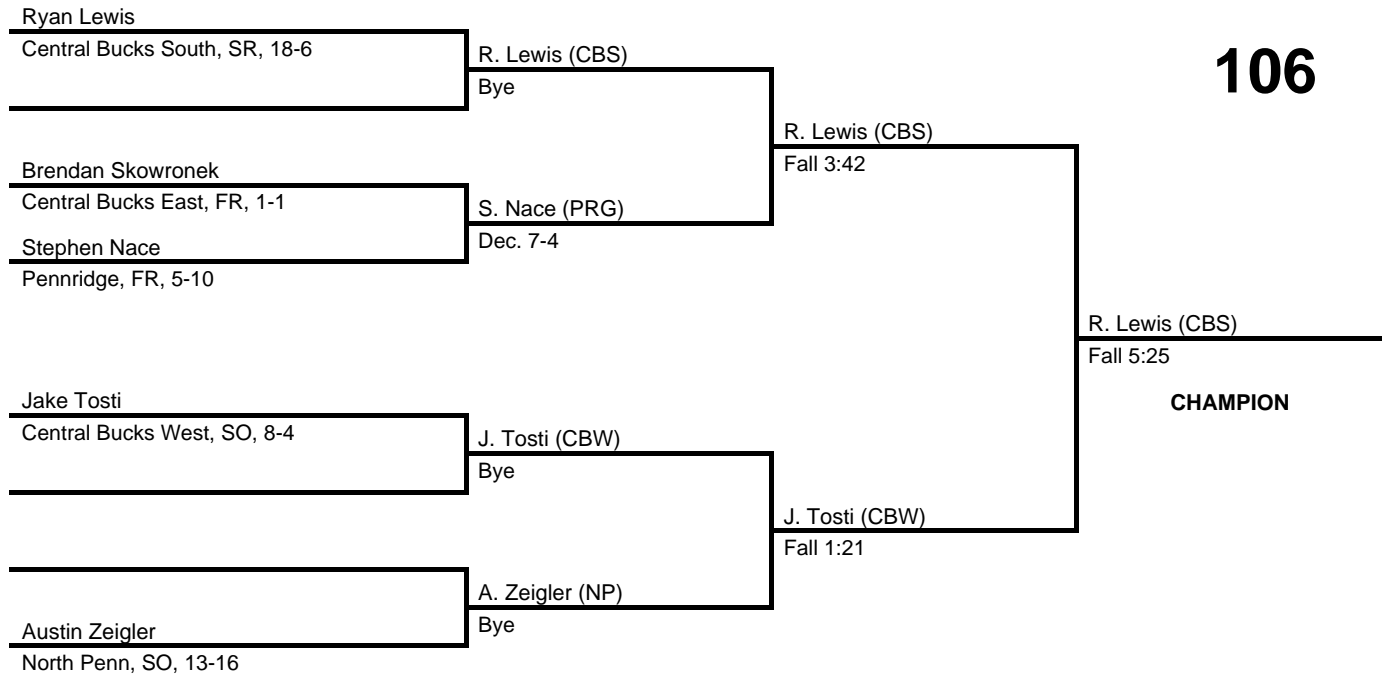 Ryan Lewis
Central Bucks South, SR, 18-6
R. Lewis (CBS)
Bye
106
R. Lewis (CBS)
Fall 3:42
Brendan Skowronek
Central Bucks East, FR, 1-1
S. Nace (PRG)
Dec. 7-4
Stephen Nace
Pennridge, FR, 5-10
R. Lewis (CBS)
Fall 5:25
CHAMPION
Jake Tosti
Central Bucks West, SO, 8-4
J. Tosti (CBW)
Bye
J. Tosti (CBW)
Fall 1:21
A. Zeigler (NP)
Bye
Austin Zeigler
North Penn, SO, 13-16